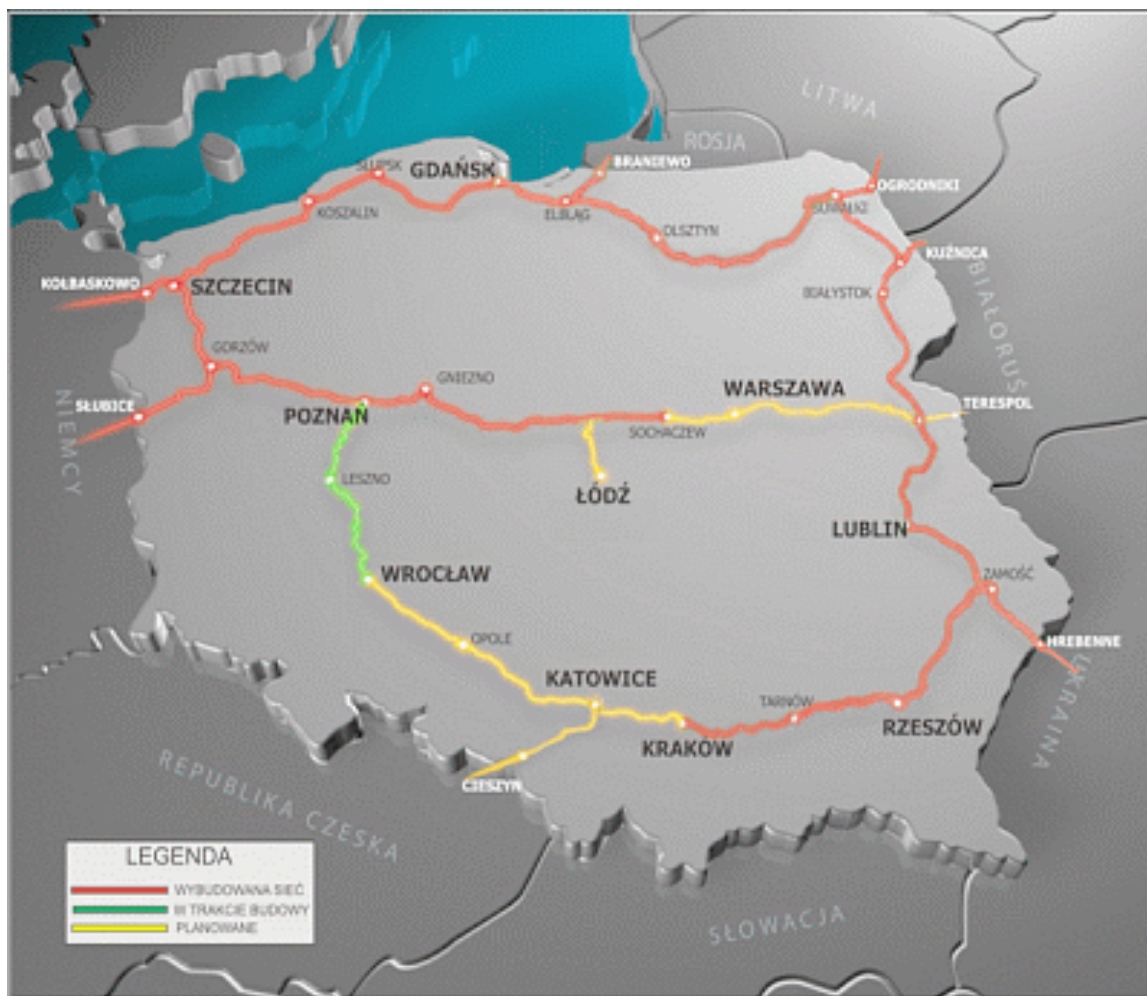 LITWA
ROSJA
BRANIEWO
SŁUPSK
GDAŃSK
OGRODNIKI
SUWAŁKI
KOSZALIN
ELBLĄG
OLSZTYN
KUŹNICA
KOŁBASKOWO
SZCZECIN
BIAŁYSTOK
BIAŁORUŚ
GORZÓW
GNIEZNO
WARSZAWA
NIEMCY
SŁUBICE
POZNAŃ
SOCHACZEW
TERESPOL
LESZNO
ŁÓDŹ
LUBLIN
WROCŁAW
ZAMOŚĆ
OPOLE
HREBENNE
KATOWICE
UKRAINA
TARNÓW
RZESZÓW
KRAKÓW
CIESZYN
REPUBLIKA CZESKA
LEGENDA
WYBUDOWANA SIEĆ
W TRAKCIE BUDOWY
PLANOWANE
SŁOWACJA